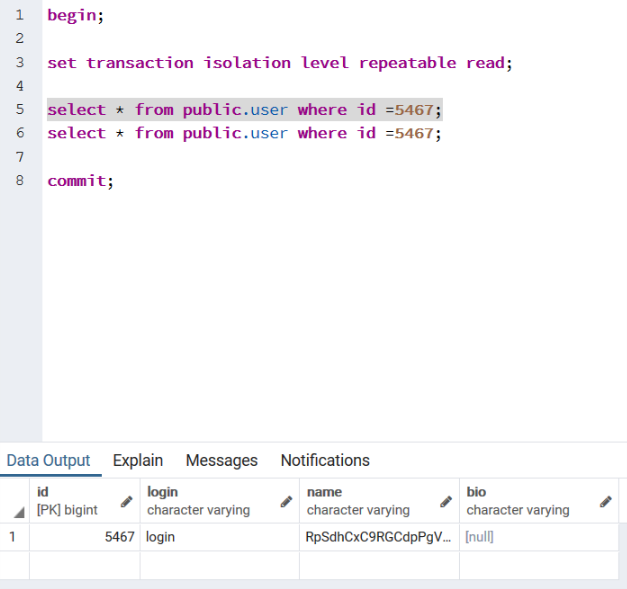 1 begin;
2
3 set transaction isolation level repeatable read;
4
5 select * from public.user where id =5467;
6 select * from public.user where id =5467;
7
8 commit;
Data Output Explain Messages Notifications
id login name bio
[PK] bigint character varying character varying character varying
1 5467 login RpSdhCxC9RGCdpPgV... [null]